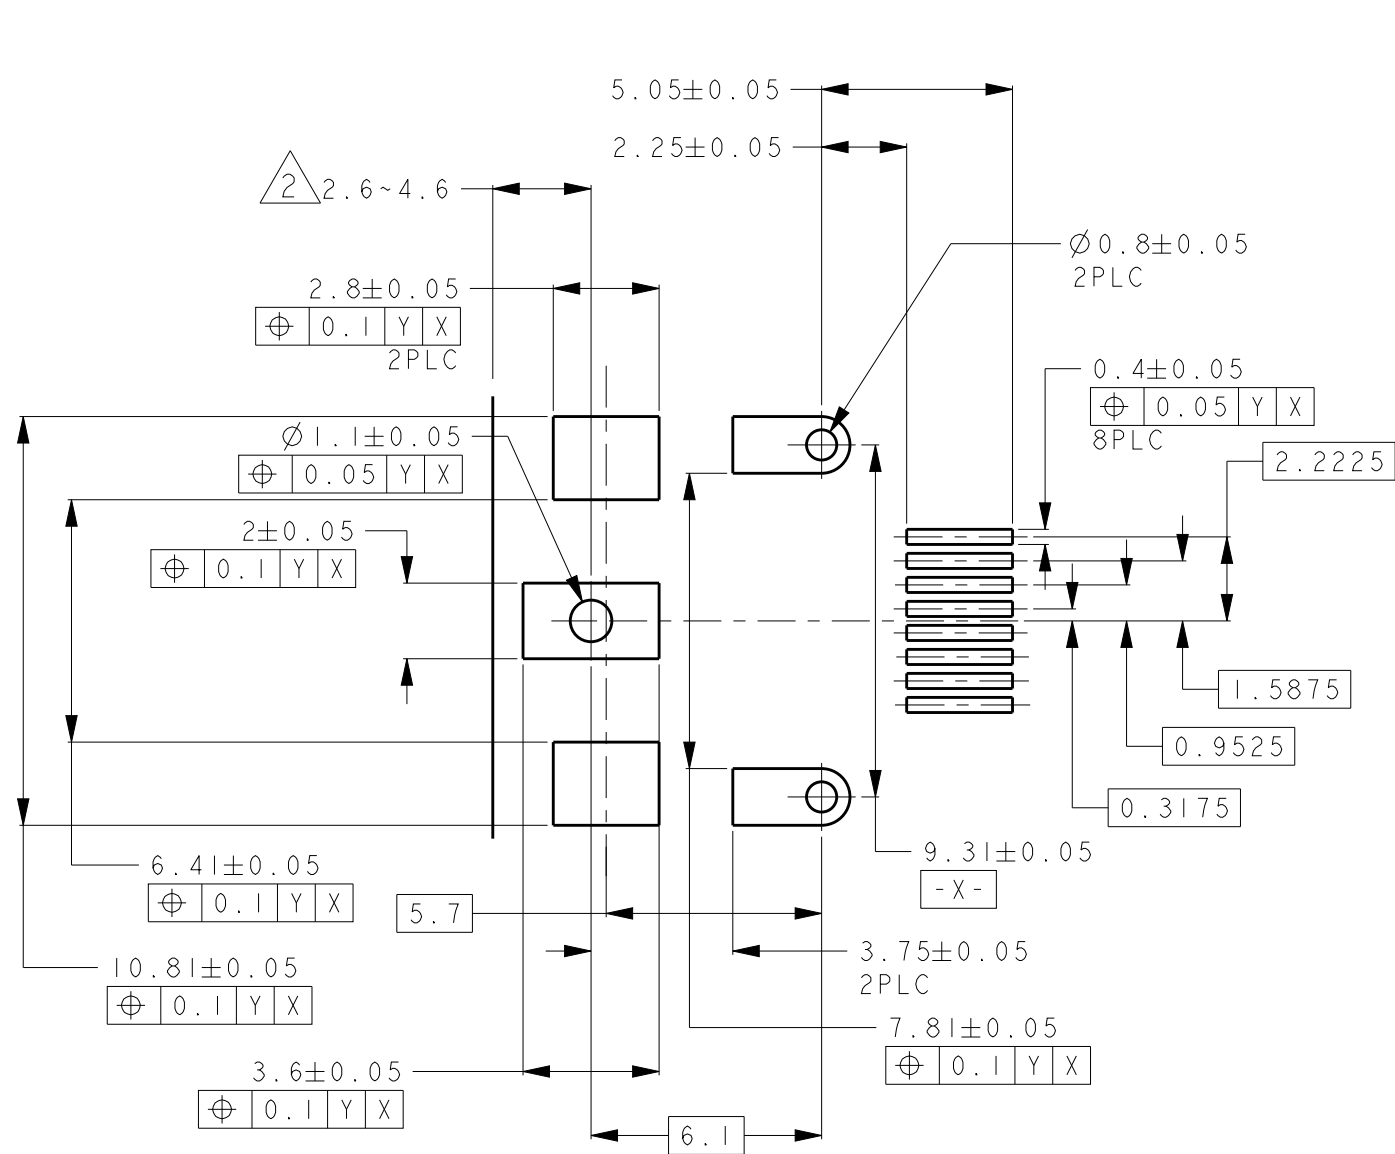 5.05±0.05
2.25±0.05
2 2.6~4.6
Ø0.8±0.05
2PLC
2.8±0.05
⌖ 0.1 Y X
2PLC
0.4±0.05
⌖ 0.05 Y X
8PLC
2.2225
Ø1.1±0.05
⌖ 0.05 Y X
2±0.05
⌖ 0.1 Y X
1.5875
0.9525
0.3175
9.31±0.05
-X-
6.41±0.05
⌖ 0.1 Y X
5.7
3.75±0.05
2PLC
10.81±0.05
⌖ 0.1 Y X
7.81±0.05
⌖ 0.1 Y X
3.6±0.05
⌖ 0.1 Y X
6.1